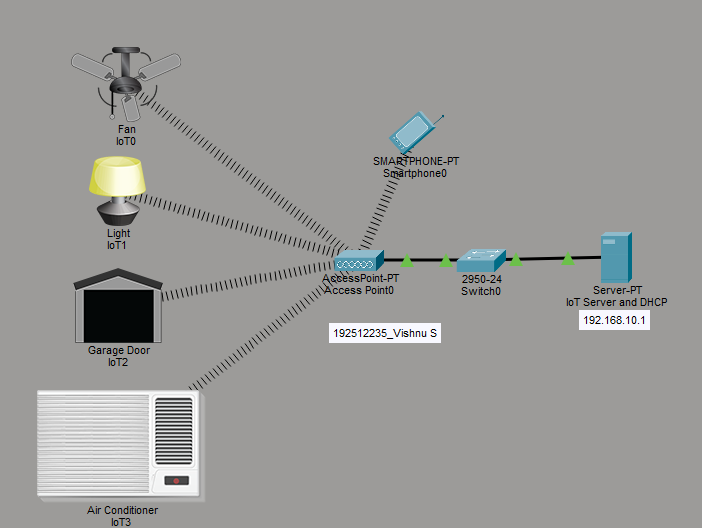 Fan
IoT0
SMARTPHONE-PT
Smartphone0
Light
IoT1
AccessPoint-PT
Access Point0
2950-24
Switch0
Server-PT
IoT Server and DHCP
192.168.10.1
192512235_Vishnu S
Garage Door
IoT2
Air Conditioner
IoT3